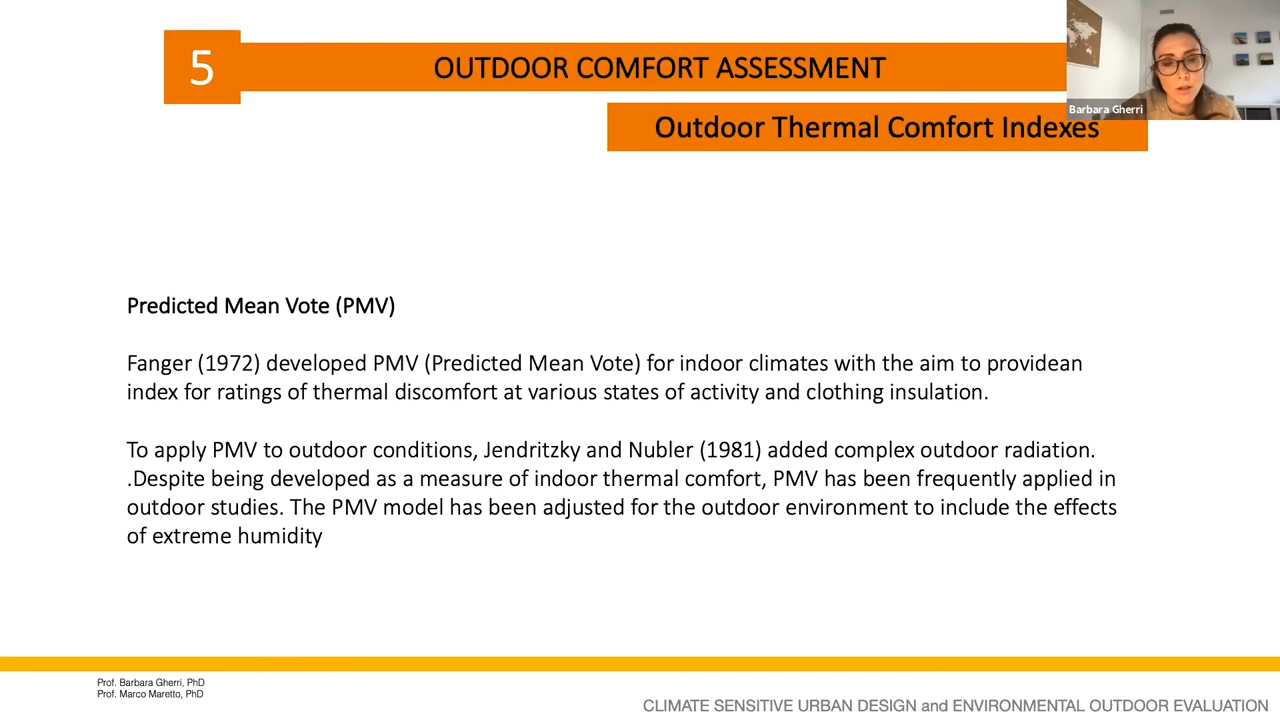 5
OUTDOOR COMFORT ASSESSMENT
Barbara Gherri
Outdoor Thermal Comfort Indexes
Predicted Mean Vote (PMV)
Fanger (1972) developed PMV (Predicted Mean Vote) for indoor climates with the aim to providean
index for ratings of thermal discomfort at various states of activity and clothing insulation.
To apply PMV to outdoor conditions, Jendritzky and Nubler (1981) added complex outdoor radiation.
.Despite being developed as a measure of indoor thermal comfort, PMV has been frequently applied in
outdoor studies. The PMV model has been adjusted for the outdoor environment to include the effects
of extreme humidity
Prof. Barbara Gherri, PhD
Prof. Marco Maretto, PhD
CLIMATE SENSITIVE URBAN DESIGN and ENVIRONMENTAL OUTDOOR EVALUATION